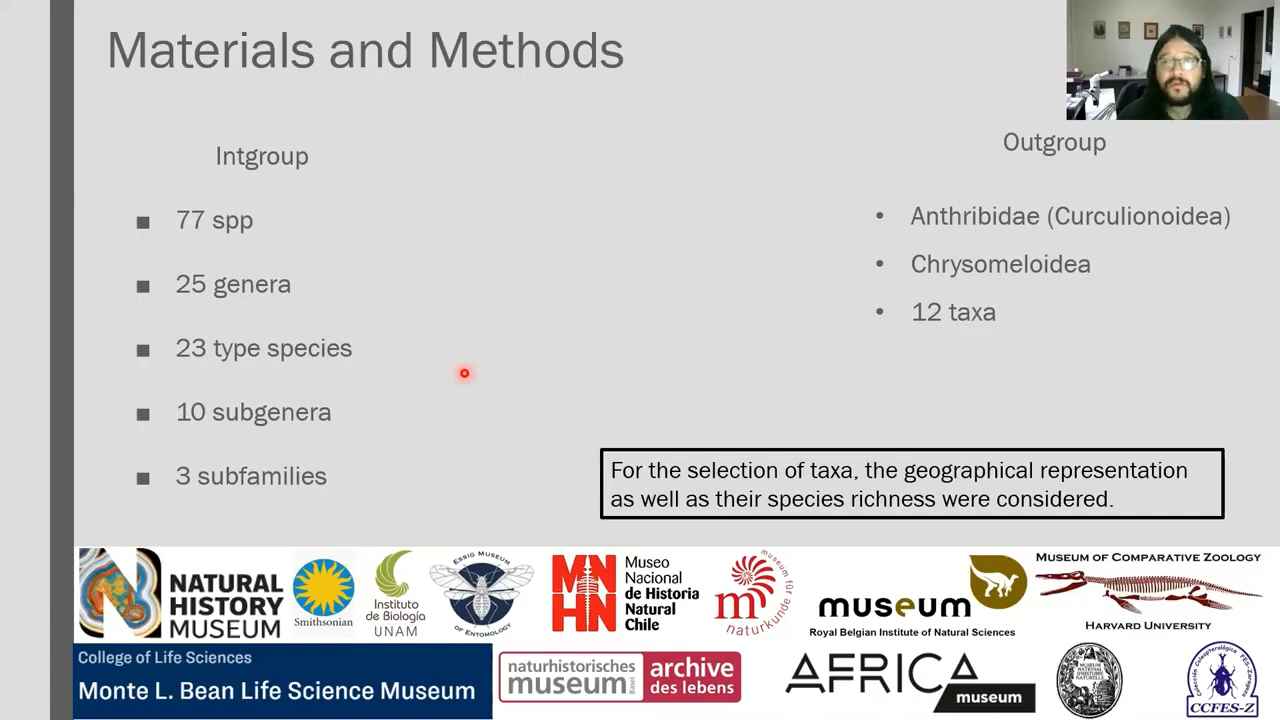 Materials and Methods
Intgroup
77 spp
25 genera
23 type species
10 subgenera
3 subfamilies
Outgroup
Anthribidae (Curculionoidea)
Chrysomeloidea
12 taxa
For the selection of taxa, the geographical representation
as well as their species richness were considered.
NATURAL
HISTORY
MUSEUM
Smithsonian
Instituto
de Biología
UNAM
ESSIG MUSEUM
OF ENTOMOLOGY
MN
HN
Museo
Nacional
de Historia
Natural
Chile
m
museum für
naturkunde
museum
Royal Belgian Institute of Natural Sciences
MUSEUM OF COMPARATIVE ZOOLOGY
HARVARD UNIVERSITY
College of Life Sciences
Monte L. Bean Life Science Museum
naturhistorisches
museum Basel
archive
des lebens
AFRICA
museum
CCFES-Z